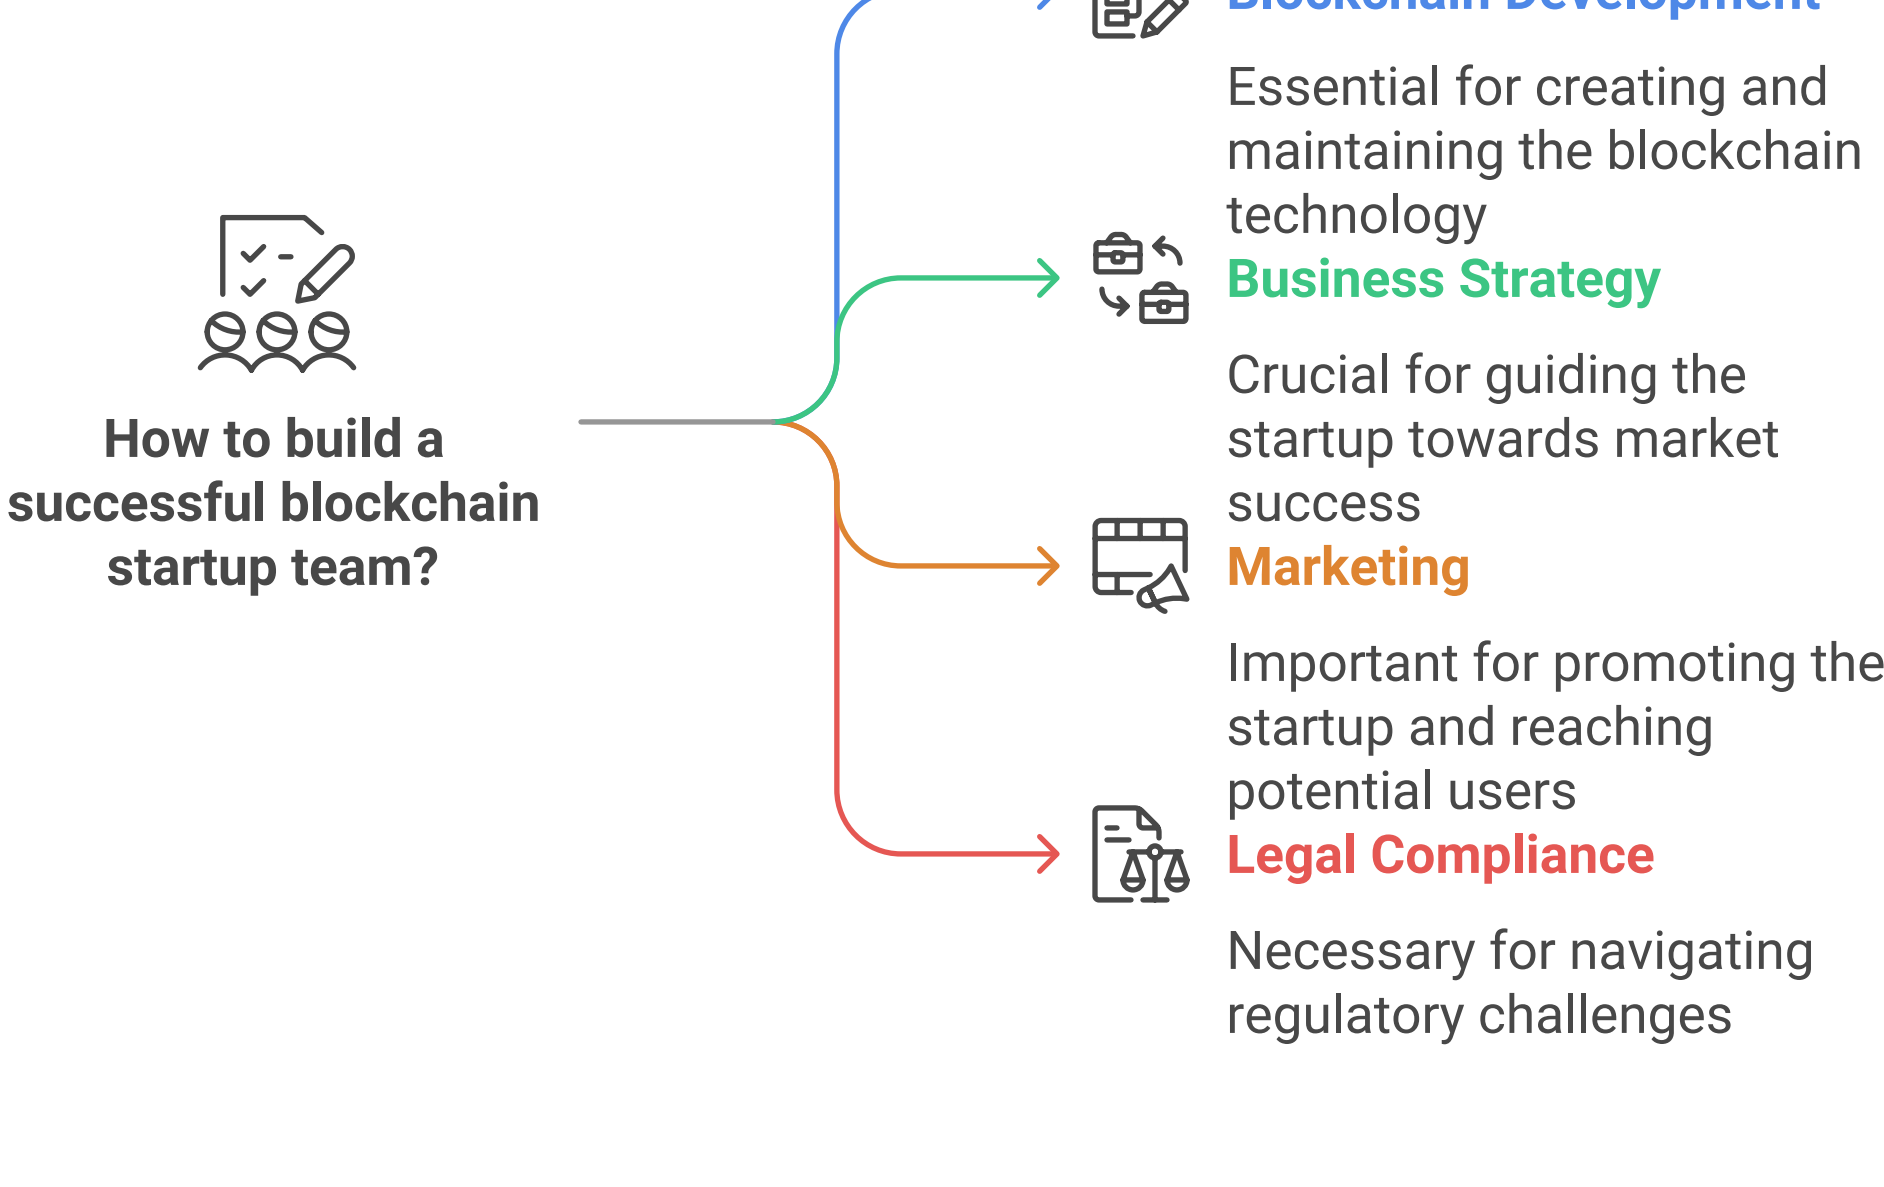 Blockchain Development
Essential for creating and
maintaining the blockchain
technology
Business Strategy
Crucial for guiding the
startup towards market
success
Marketing
Important for promoting the
startup and reaching
potential users
Legal Compliance
Necessary for navigating
regulatory challenges
How to build a
successful blockchain
startup team?